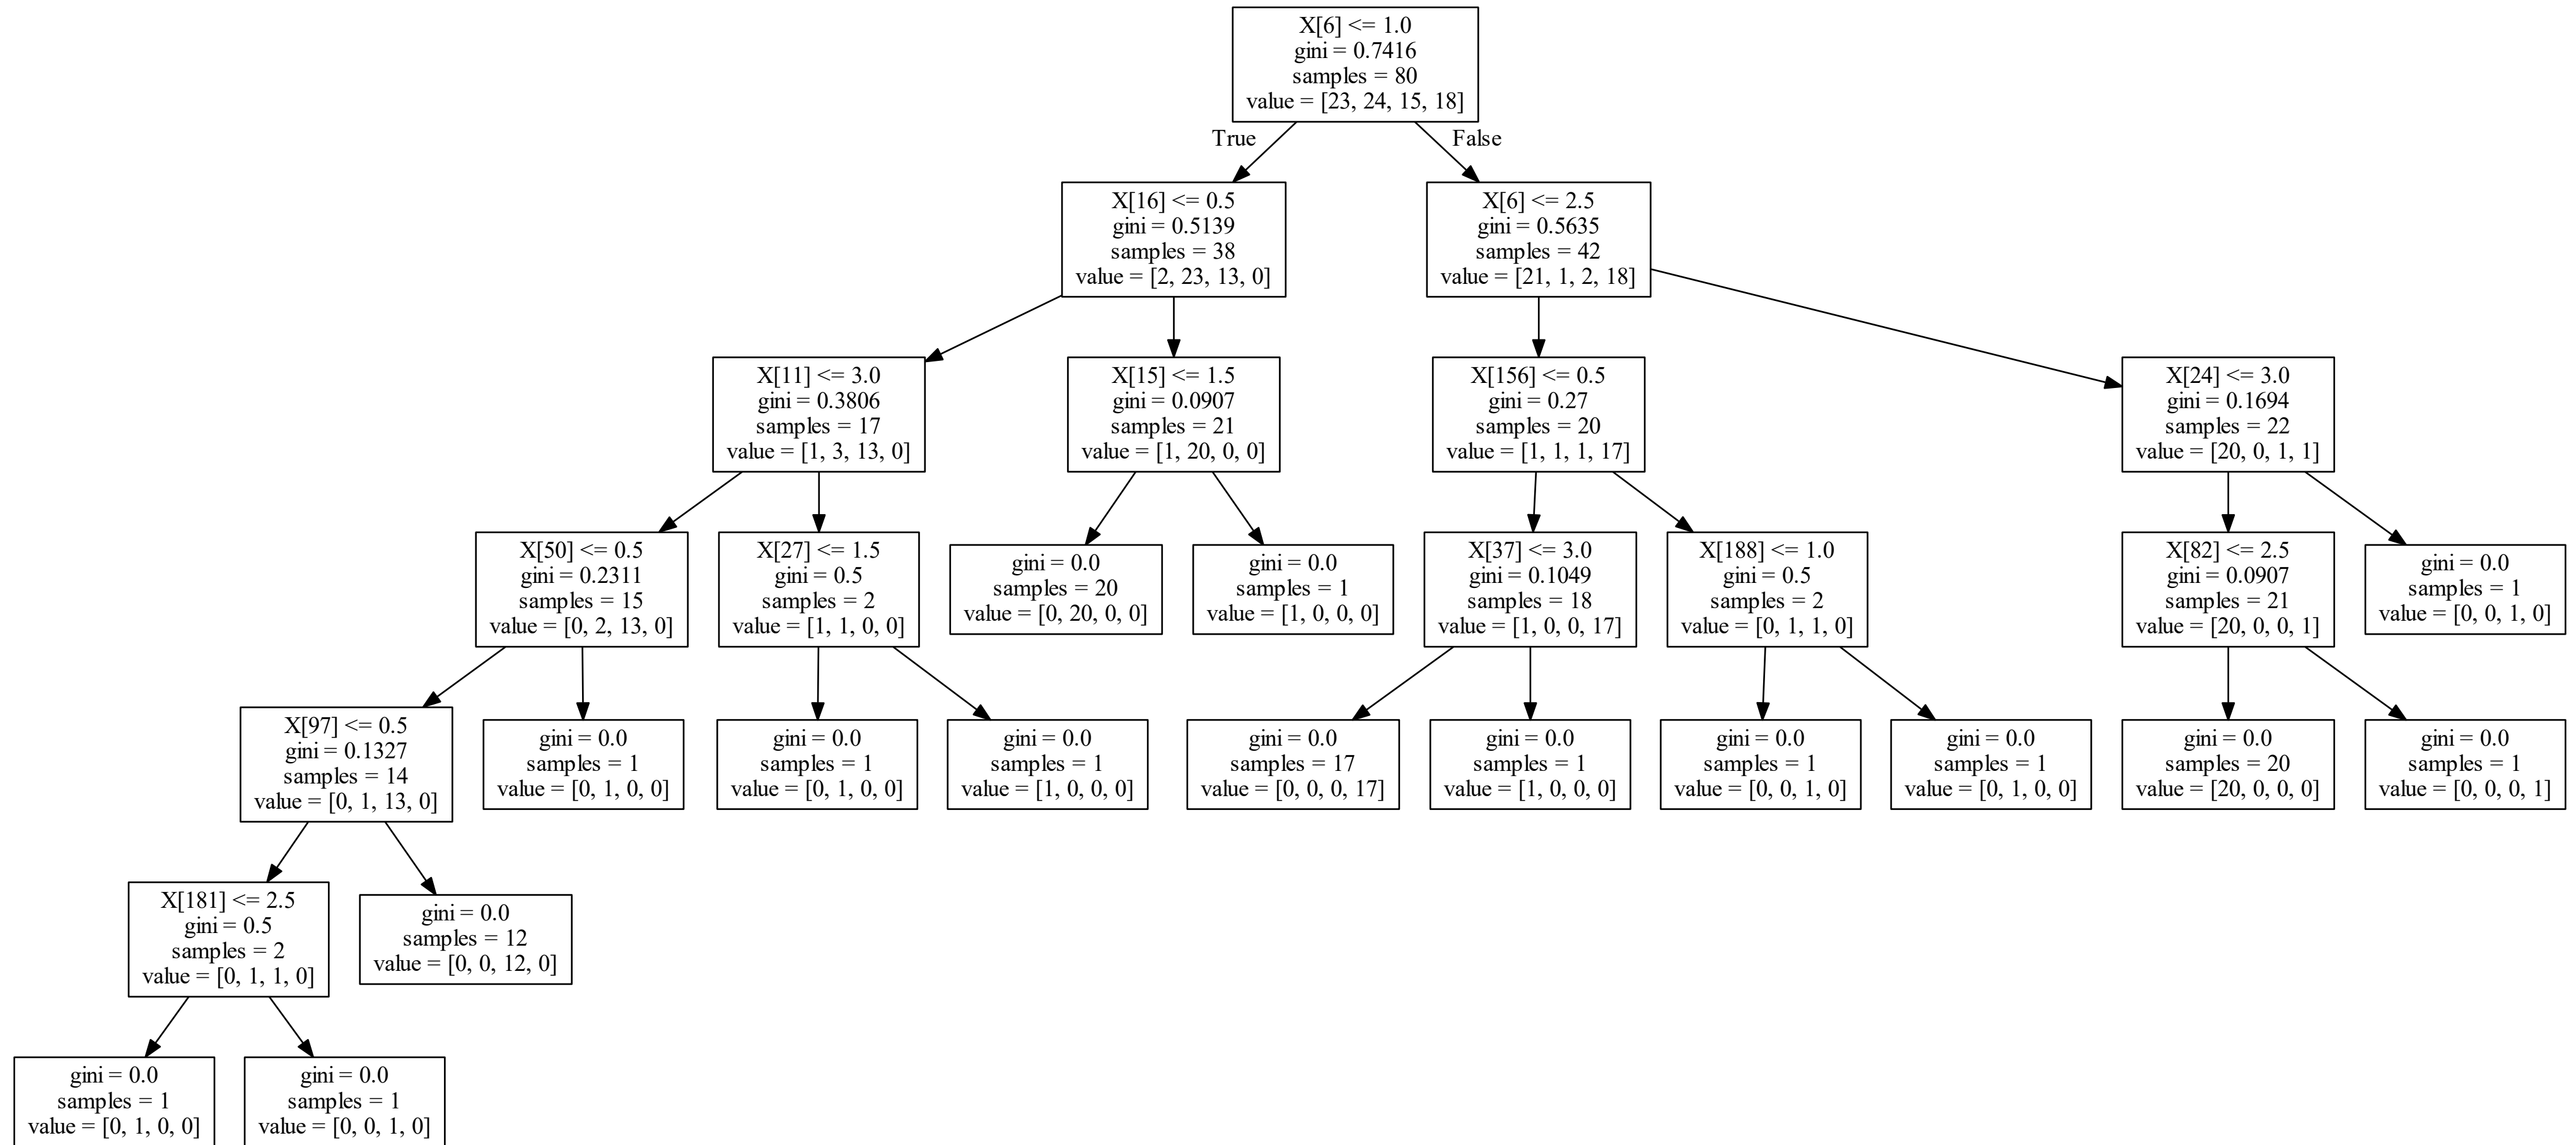 X[6] <= 1.0
gini = 0.7416
samples = 80
value = [23, 24, 15, 18]
True
False
X[16] <= 0.5
gini = 0.5139
samples = 38
value = [2, 23, 13, 0]
X[6] <= 2.5
gini = 0.5635
samples = 42
value = [21, 1, 2, 18]
X[11] <= 3.0
gini = 0.3806
samples = 17
value = [1, 3, 13, 0]
X[15] <= 1.5
gini = 0.0907
samples = 21
value = [1, 20, 0, 0]
X[156] <= 0.5
gini = 0.27
samples = 20
value = [1, 1, 1, 17]
X[24] <= 3.0
gini = 0.1694
samples = 22
value = [20, 0, 1, 1]
X[50] <= 0.5
gini = 0.2311
samples = 15
value = [0, 2, 13, 0]
X[27] <= 1.5
gini = 0.5
samples = 2
value = [1, 1, 0, 0]
gini = 0.0
samples = 20
value = [0, 20, 0, 0]
gini = 0.0
samples = 1
value = [1, 0, 0, 0]
X[37] <= 3.0
gini = 0.1049
samples = 18
value = [1, 0, 0, 17]
X[188] <= 1.0
gini = 0.5
samples = 2
value = [0, 1, 1, 0]
X[82] <= 2.5
gini = 0.0907
samples = 21
value = [20, 0, 0, 1]
gini = 0.0
samples = 1
value = [0, 0, 1, 0]
X[97] <= 0.5
gini = 0.1327
samples = 14
value = [0, 1, 13, 0]
gini = 0.0
samples = 1
value = [0, 1, 0, 0]
gini = 0.0
samples = 1
value = [0, 1, 0, 0]
gini = 0.0
samples = 1
value = [1, 0, 0, 0]
gini = 0.0
samples = 17
value = [0, 0, 0, 17]
gini = 0.0
samples = 1
value = [1, 0, 0, 0]
gini = 0.0
samples = 1
value = [0, 0, 1, 0]
gini = 0.0
samples = 1
value = [0, 1, 0, 0]
gini = 0.0
samples = 20
value = [20, 0, 0, 0]
gini = 0.0
samples = 1
value = [0, 0, 0, 1]
X[181] <= 2.5
gini = 0.5
samples = 2
value = [0, 1, 1, 0]
gini = 0.0
samples = 12
value = [0, 0, 12, 0]
gini = 0.0
samples = 1
value = [0, 1, 0, 0]
gini = 0.0
samples = 1
value = [0, 0, 1, 0]